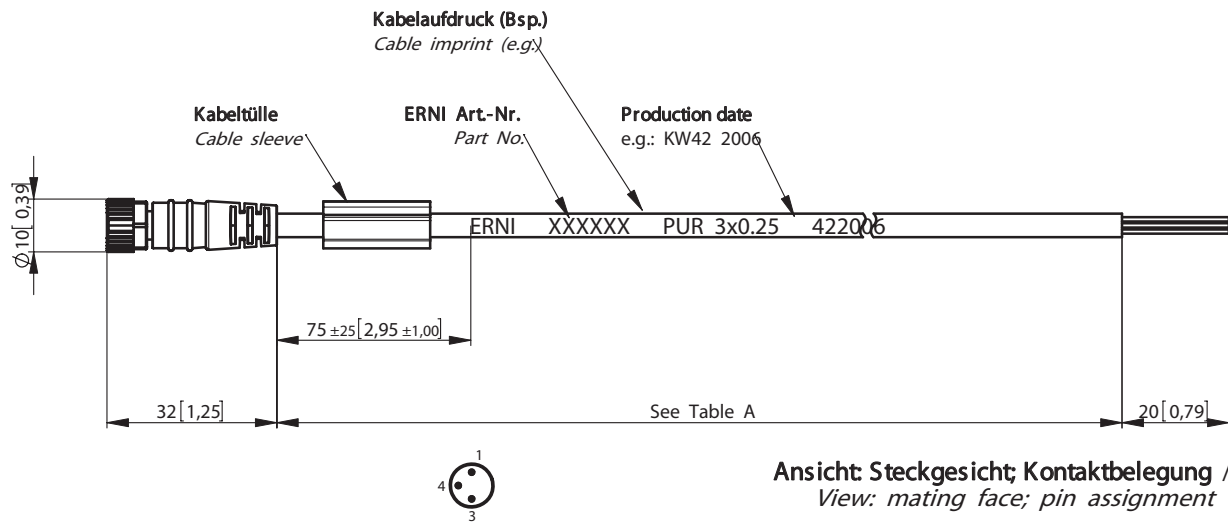 Kabelaufdruck (Bsp.)
Cable imprint (e.g.)
Kabeltülle
Cable sleeve
ERNI Art.-Nr.
Part No.
Production date
e.g.: KW42 2006
∅10[0,39]
ERNI XXXXXX PUR 3x0.25 422006
75 ±25[2,95 ±1,00]
32[1,25]
See Table A
20[0,79]
1
4
3
Ansicht: Steckgesicht; Kontaktbelegung /
View: mating face; pin assignment